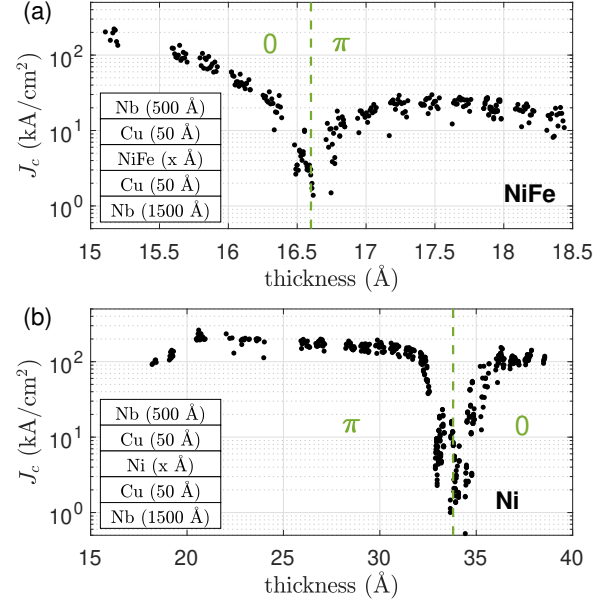 (a)
0
π
10²
10¹
10⁰
J_c (kA/cm²)
Nb (500 Å)
Cu (50 Å)
NiFe (x Å)
Cu (50 Å)
Nb (1500 Å)
NiFe
15 15.5 16 16.5 17 17.5 18 18.5
thickness (Å)
(b)
π
0
10²
10¹
10⁰
J_c (kA/cm²)
Nb (500 Å)
Cu (50 Å)
Ni (x Å)
Cu (50 Å)
Nb (1500 Å)
Ni
15 20 25 30 35 40
thickness (Å)